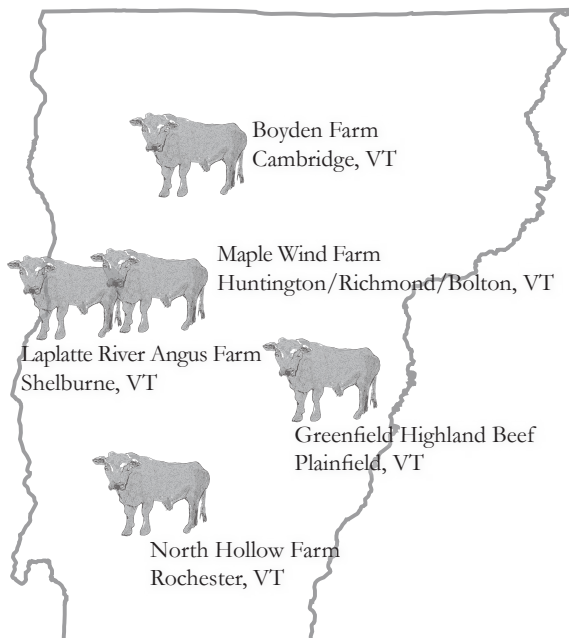 Boyden Farm
Cambridge, VT
Maple Wind Farm
Huntington/Richmond/Bolton, VT
Laplatte River Angus Farm
Shelburne, VT
Greenfield Highland Beef
Plainfield, VT
North Hollow Farm
Rochester, VT